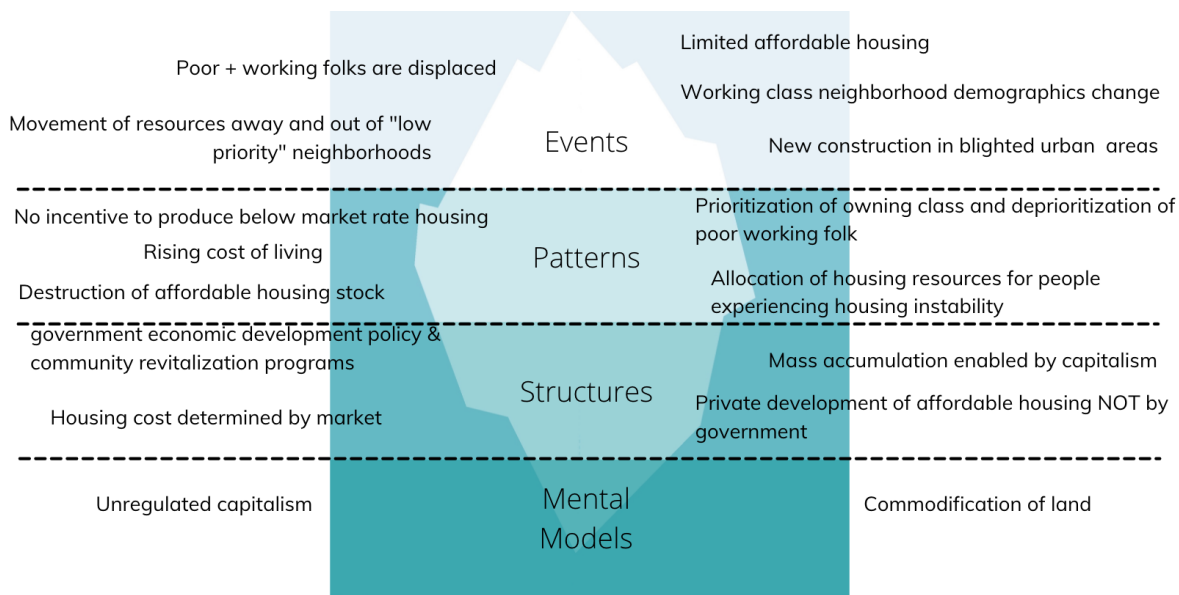 Poor + working folks are displaced
Movement of resources away and out of "low
priority" neighborhoods
Events
Limited affordable housing
Working class neighborhood demographics change
New construction in blighted urban  areas
No incentive to produce below market rate housing
Rising cost of living
Destruction of affordable housing stock
Patterns
Prioritization of owning class and deprioritization of
poor working folk
Allocation of housing resources for people
experiencing housing instability
government economic development policy &
community revitalization programs
Housing cost determined by market
Structures
Mass accumulation enabled by capitalism
Private development of affordable housing NOT by
government
Unregulated capitalism
Mental
Models
Commodification of land